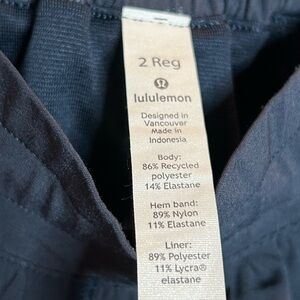 2 Reg
lululemon
Designed in
Vancouver
Made in
Indonesia
Body:
86% Recycled
polyester
14% Elastane
Hem band:
89% Nylon
11% Elastane
Liner:
89% Polyester
11% Lycra®
elastane